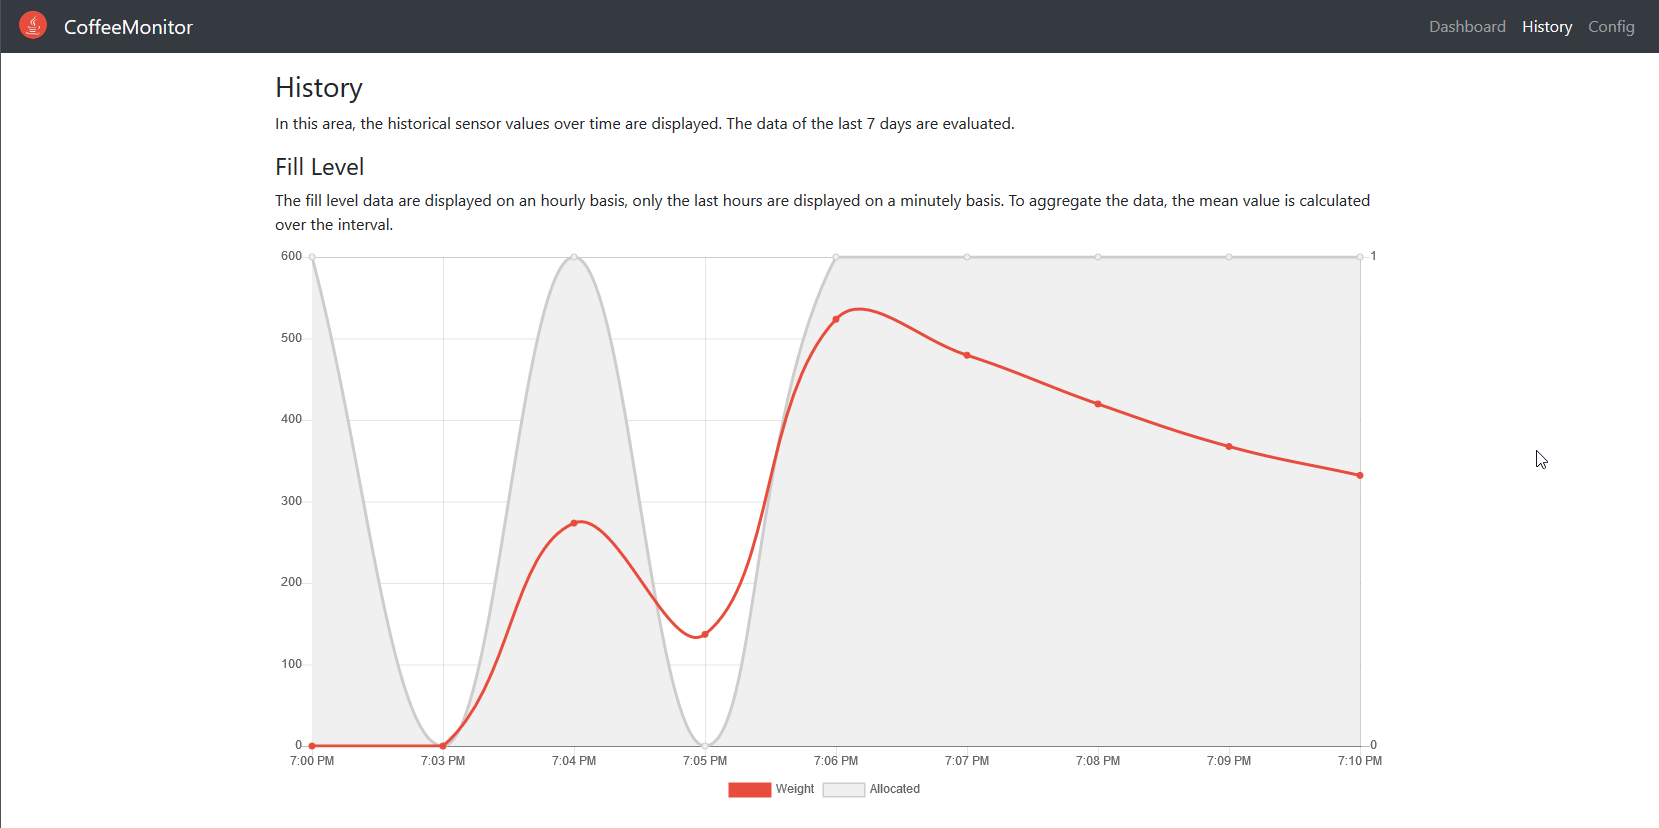 CoffeeMonitor
Dashboard History Config
History
In this area, the historical sensor values over time are displayed. The data of the last 7 days are evaluated.
Fill Level
The fill level data are displayed on an hourly basis, only the last hours are displayed on a minutely basis. To aggregate the data, the mean value is calculated
over the interval.
600 1
500
400
300
200
100
0 0
7:00 PM 7:03 PM 7:04 PM 7:05 PM 7:06 PM 7:07 PM 7:08 PM 7:09 PM 7:10 PM
Weight Allocated